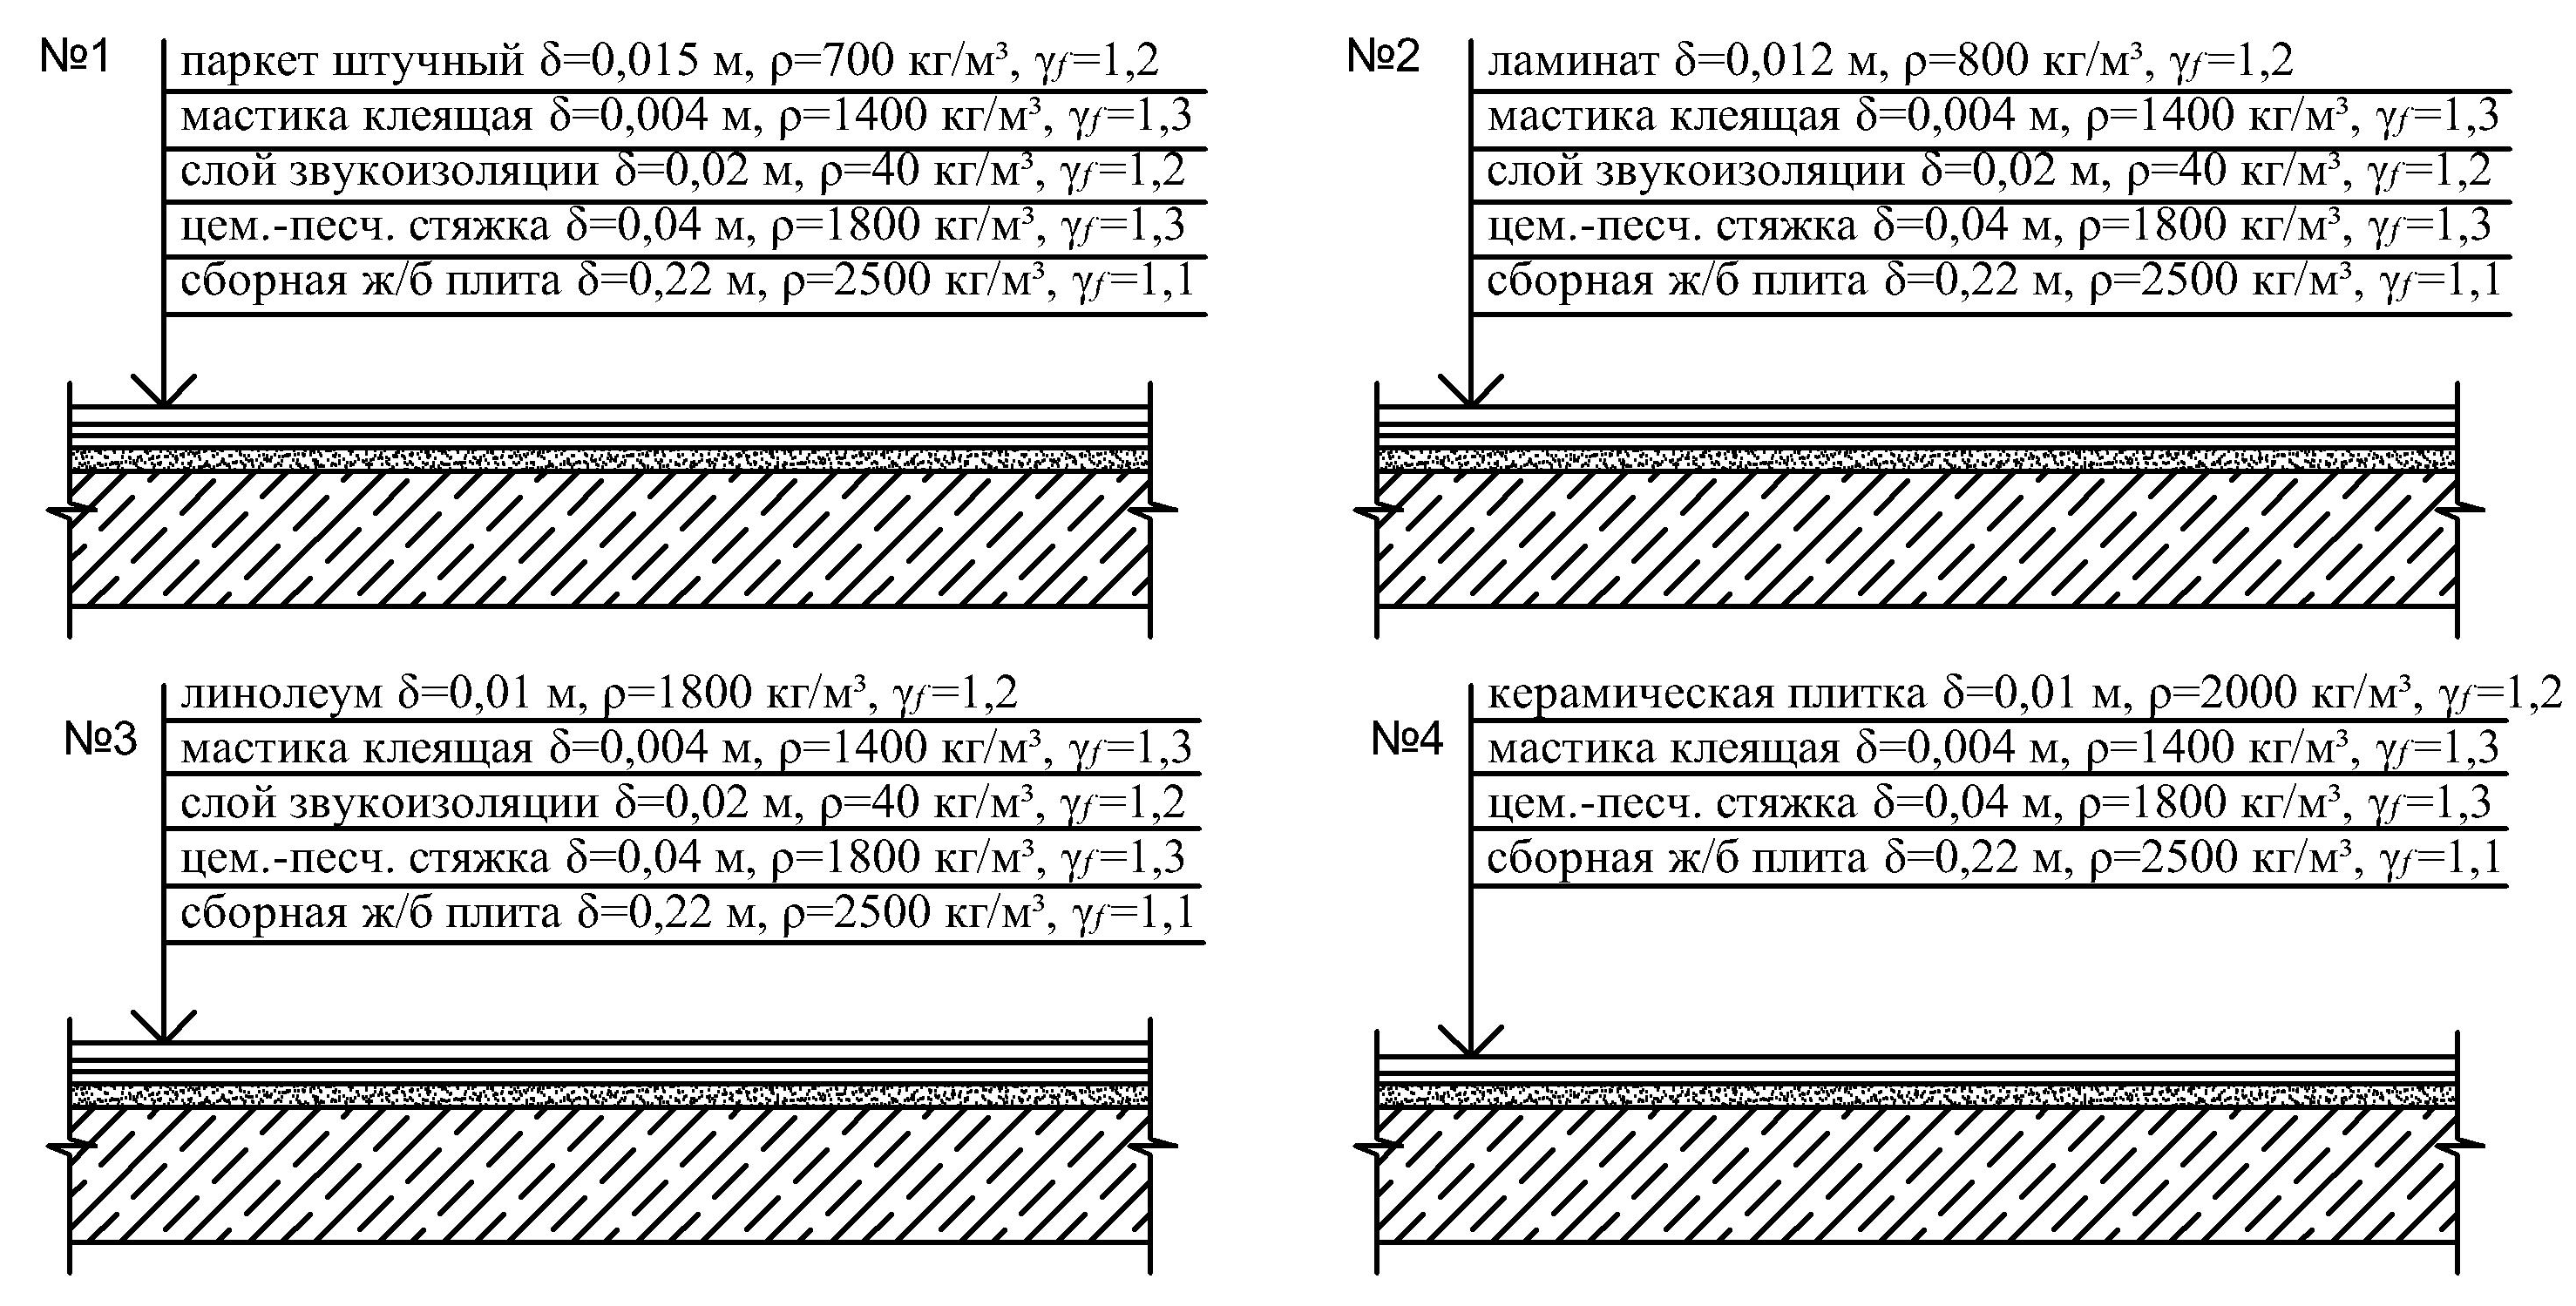 №1
паркет штучный δ=0,015 м, ρ=700 кг/м³, γf=1,2
мастика клеящая δ=0,004 м, ρ=1400 кг/м³, γf=1,3
слой звукоизоляции δ=0,02 м, ρ=40 кг/м³, γf=1,2
цем.-песч. стяжка δ=0,04 м, ρ=1800 кг/м³, γf=1,3
сборная ж/б плита δ=0,22 м, ρ=2500 кг/м³, γf=1,1
№2
ламинат δ=0,012 м, ρ=800 кг/м³, γf=1,2
мастика клеящая δ=0,004 м, ρ=1400 кг/м³, γf=1,3
слой звукоизоляции δ=0,02 м, ρ=40 кг/м³, γf=1,2
цем.-песч. стяжка δ=0,04 м, ρ=1800 кг/м³, γf=1,3
сборная ж/б плита δ=0,22 м, ρ=2500 кг/м³, γf=1,1
№3
линолеум δ=0,01 м, ρ=1800 кг/м³, γf=1,2
мастика клеящая δ=0,004 м, ρ=1400 кг/м³, γf=1,3
слой звукоизоляции δ=0,02 м, ρ=40 кг/м³, γf=1,2
цем.-песч. стяжка δ=0,04 м, ρ=1800 кг/м³, γf=1,3
сборная ж/б плита δ=0,22 м, ρ=2500 кг/м³, γf=1,1
№4
керамическая плитка δ=0,01 м, ρ=2000 кг/м³, γf=1,2
мастика клеящая δ=0,004 м, ρ=1400 кг/м³, γf=1,3
цем.-песч. стяжка δ=0,04 м, ρ=1800 кг/м³, γf=1,3
сборная ж/б плита δ=0,22 м, ρ=2500 кг/м³, γf=1,1